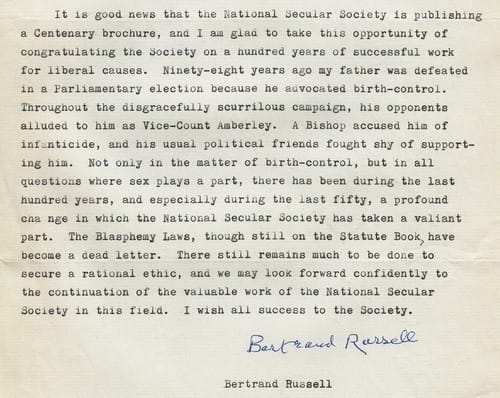 It is good news that the National Secular Society is publishing
a Centenary brochure, and I am glad to take this opportunity of
congratulating the Society on a hundred years of successful work
for liberal causes. Ninety-eight years ago my father was defeated
in a Parliamentary election because he advocated birth-control.
Throughout the disgracefully scurrilous campaign, his opponents
alluded to him as Vice-Count Amberley. A Bishop accused him of
infanticide, and his usual political friends fought shy of support-
ing him. Not only in the matter of birth-control, but in all
questions where sex plays a part, there has been during the last
hundred years, and especially during the last fifty, a profound
cha nge in which the National Secular Society has taken a valiant
part. The Blasphemy Laws, though still on the Statute Book, have
become a dead letter. There still remains much to be done to
secure a rational ethic, and we may look forward confidently to
the continuation of the valuable work of the National Secular
Society in this field. I wish all success to the Society.
Bertrand Russell
Bertrand Russell